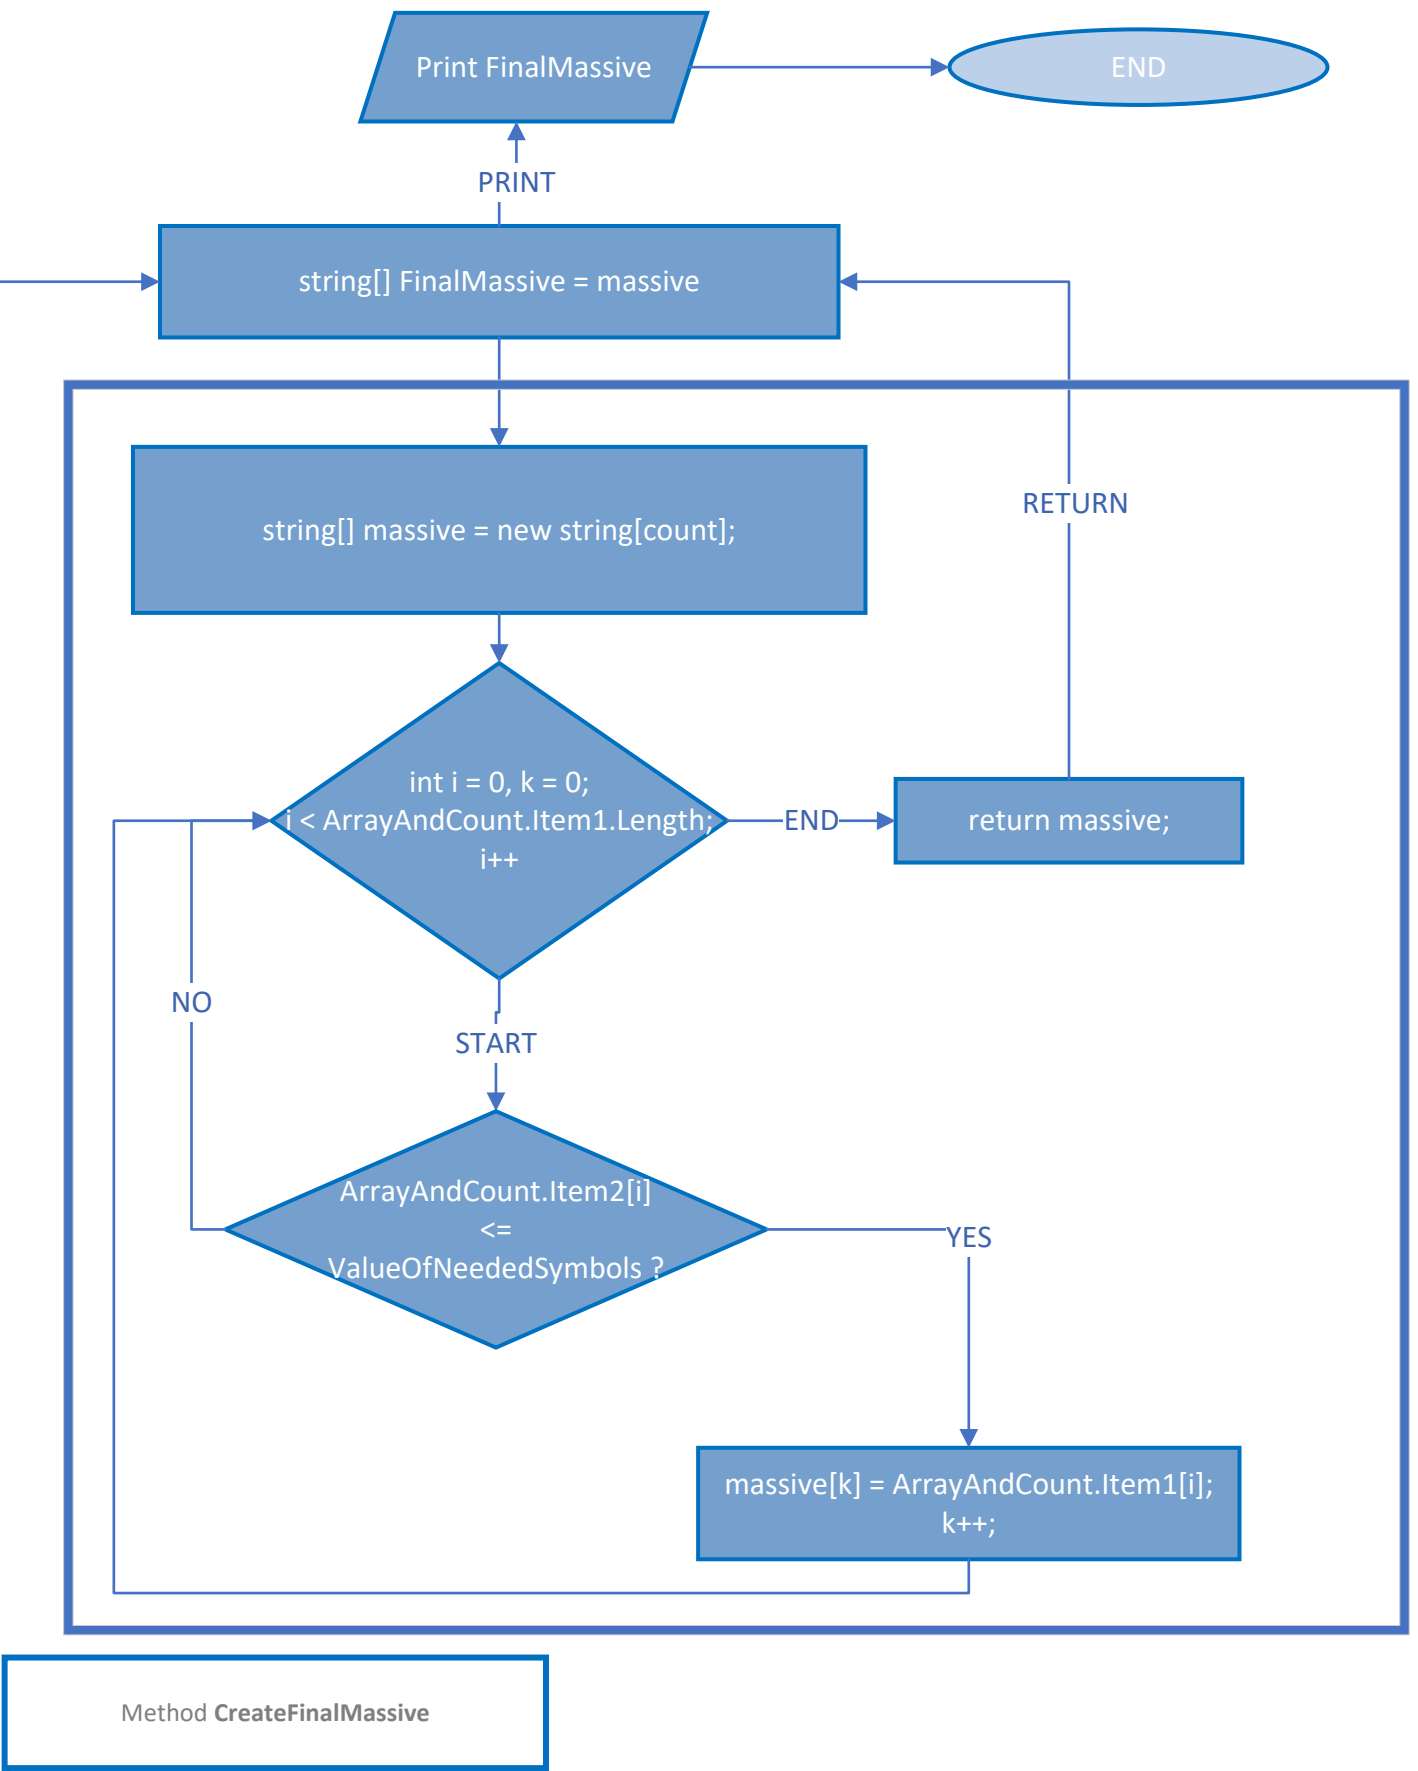 Print FinalMassive
END
PRINT
string[] FinalMassive = massive
string[] massive = new string[count];
RETURN
int i = 0, k = 0;
i < ArrayAndCount.Item1.Length;
i++
END
return massive;
NO
START
ArrayAndCount.Item2[i]
<=
ValueOfNeededSymbols ?
YES
massive[k] = ArrayAndCount.Item1[i];
k++;
Method CreateFinalMassive